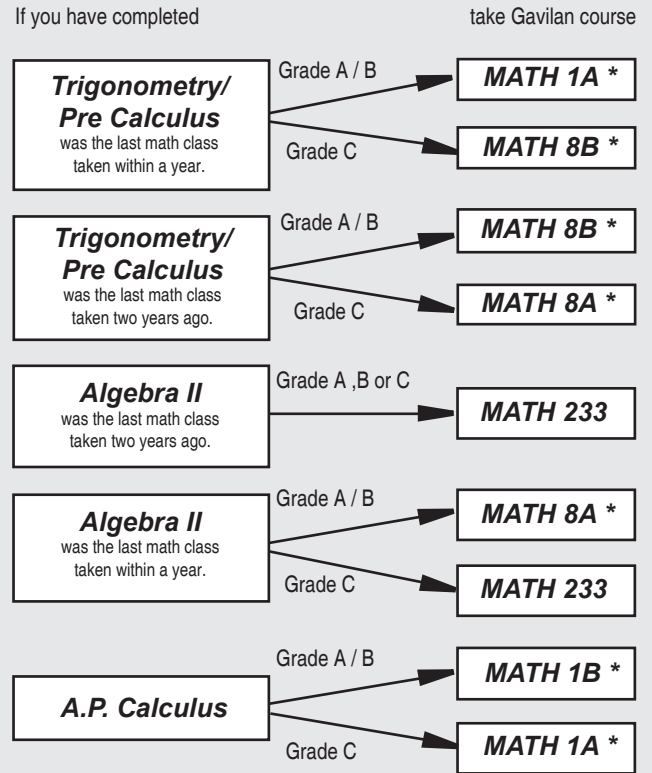 If you have completed
take Gavilan course
Trigonometry/
Pre Calculus
was the last math class
taken within a year.
Grade A / B
MATH 1A *
Grade C
MATH 8B *
Trigonometry/
Pre Calculus
was the last math class
taken two years ago.
Grade A / B
MATH 8B *
Grade C
MATH 8A *
Algebra II
was the last math class
taken two years ago.
Grade A ,B or C
MATH 233
Algebra II
was the last math class
taken within a year.
Grade A / B
MATH 8A *
Grade C
MATH 233
A.P. Calculus
Grade A / B
MATH 1B *
Grade C
MATH 1A *